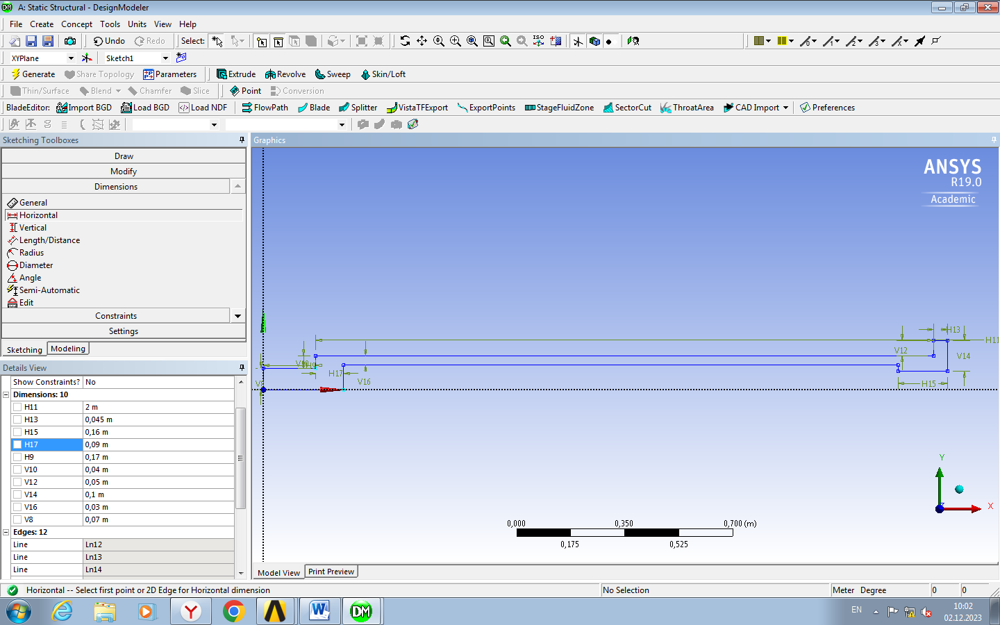 A: Static Structural - DesignModeler
File Create Concept Tools Units View Help
Undo Redo Select: ISO
XYPlane Sketch1
Generate Share Topology Parameters Extrude Revolve Sweep Skin/Loft
Thin/Surface Blend Chamfer Slice Point Conversion
BladeEditor: Import BGD Load BGD Load NDF FlowPath Blade Splitter VistaTFExport ExportPoints StageFluidZone SectorCut ThroatArea CAD Import Preferences
Sketching Toolboxes
Draw
Modify
Dimensions
General
Horizontal
Vertical
Length/Distance
Radius
Diameter
Angle
Semi-Automatic
Edit
Constraints
Settings
Sketching Modeling
Details View
Show Constraints? No
Dimensions: 10
H11 2 m
H13 0,045 m
H15 0,16 m
H17 0,09 m
H9 0,17 m
V10 0,04 m
V12 0,05 m
V14 0,1 m
V16 0,03 m
V8 0,07 m
Edges: 12
Line Ln12
Line Ln13
Line Ln14
Graphics
ANSYS
R19.0
Academic
H13
H11
V12
V14
V10
H9
H17
V16
V8
H15
Y
X
0,000 0,350 0,700 (m)
0,175 0,525
Model View Print Preview
Horizontal -- Select first point or 2D Edge for Horizontal dimension
No Selection
Meter Degree 0 0
DM
EN
10:02
02.12.2023